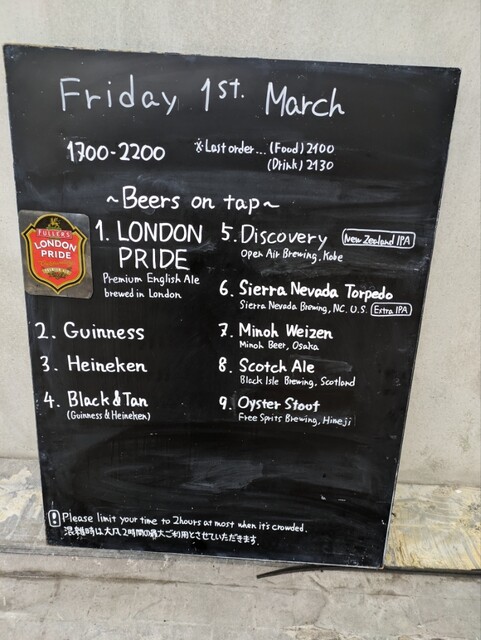 Friday 1st. March
1700-2200
※Last order...(Food) 2100
(Drink) 2130
~Beers on tap~
FULLER'S
LONDON
PRIDE
1. LONDON
PRIDE
Premium English Ale
brewed in London
2. Guinness
3. Heineken
4. Black & Tan
(Guinness & Heineken)
5. Discovery
New Zealand IPA
Open Air Brewing, Kobe
6. Sierra Nevada Torpedo
Sierra Nevada Brewing, NC. U.S.
Extra IPA
7. Minoh Weizen
Minoh Beer, Osaka
8. Scotch Ale
Black Isle Brewing, Scotland
9. Oyster Stout
Free Sprits Brewing, Himeji
! Please limit your time to 2hours at most when it's crowded.
混雑時は大凡2時間の最大ご利用とさせていただきます.